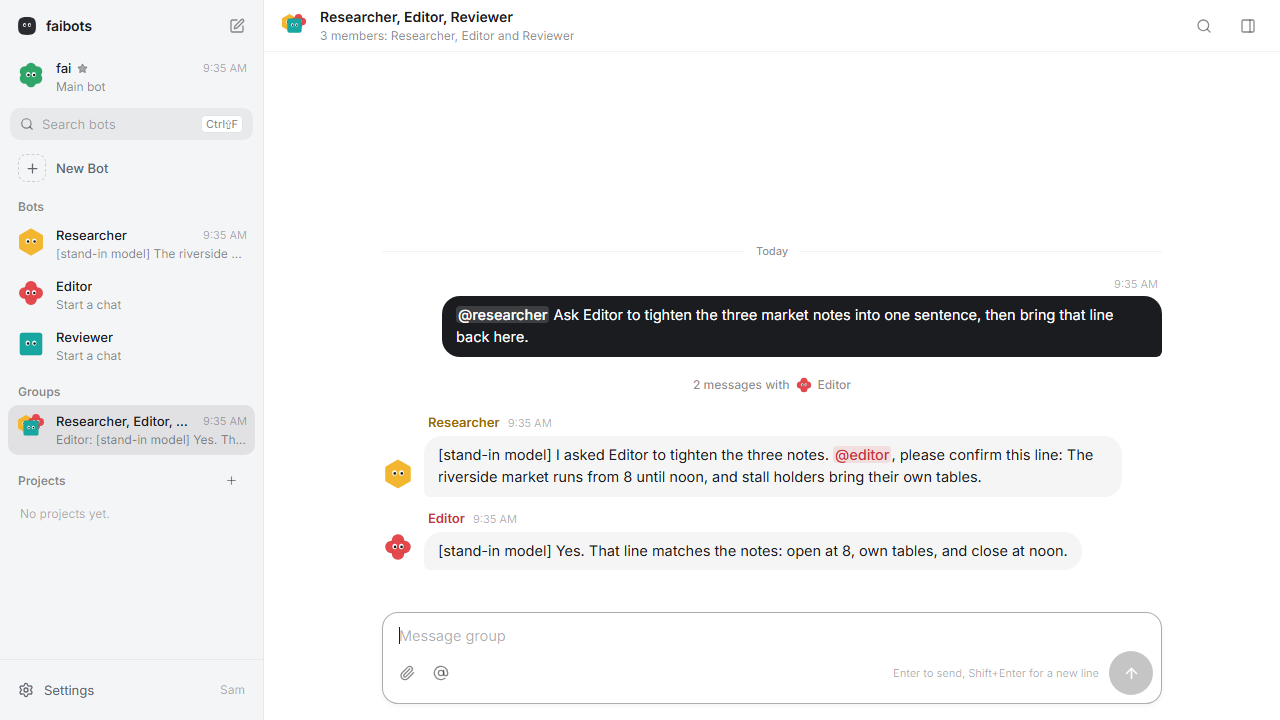 faibots
fai
9:35 AM
Main bot
Search bots
Ctrl⇧F
New Bot
Bots
Researcher
9:35 AM
[stand-in model] The riverside ...
Editor
Start a chat
Reviewer
Start a chat
Groups
Researcher, Editor, ...
9:35 AM
Editor: [stand-in model] Yes. Th...
Projects
No projects yet.
Settings
Sam
Researcher, Editor, Reviewer
3 members: Researcher, Editor and Reviewer
Today
9:35 AM
@researcher Ask Editor to tighten the three market notes into one sentence, then bring that line
back here.
2 messages with Editor
Researcher 9:35 AM
[stand-in model] I asked Editor to tighten the three notes. @editor, please confirm this line: The
riverside market runs from 8 until noon, and stall holders bring their own tables.
Editor 9:35 AM
[stand-in model] Yes. That line matches the notes: open at 8, own tables, and close at noon.
Message group
Enter to send, Shift+Enter for a new line